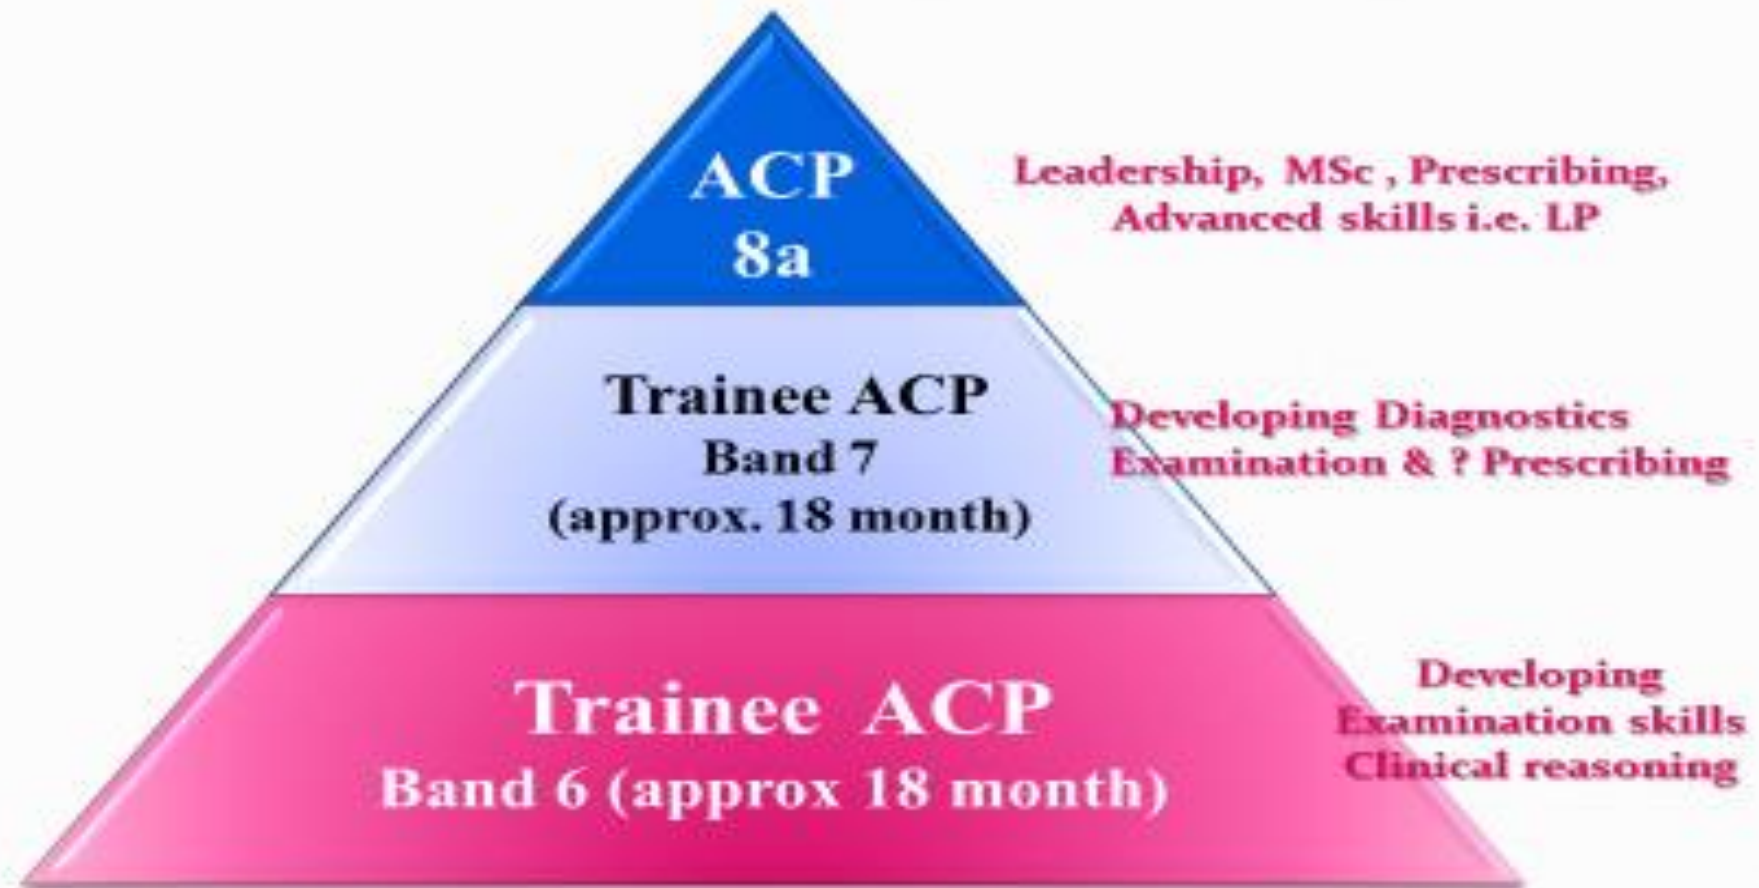 ACP
8a
Leadership, MSc , Prescribing,
Advanced skills i.e. LP
Trainee ACP
Band 7
(approx. 18 month)
Developing Diagnostics
Examination & ? Prescribing
Trainee ACP
Band 6 (approx 18 month)
Developing
Examination skills
Clinical reasoning